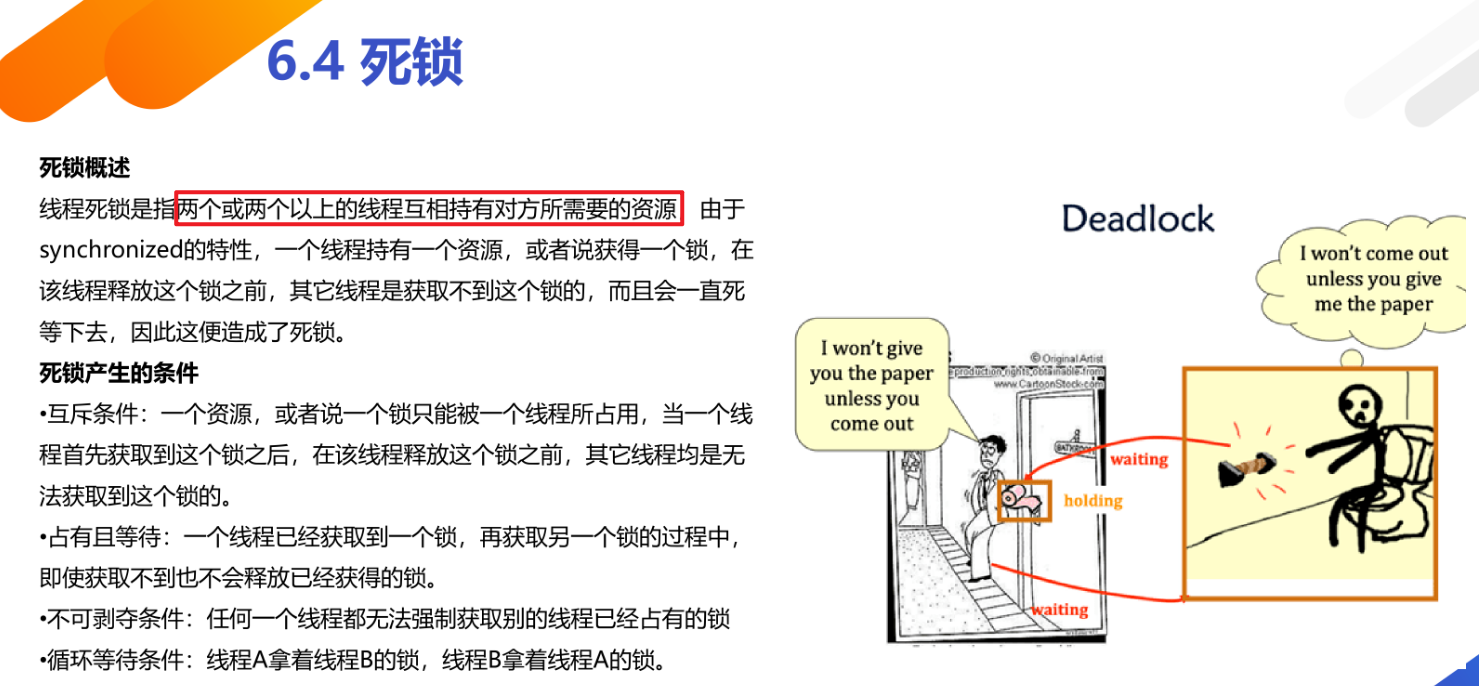 6.4 死锁
死锁概述
线程死锁是指两个或两个以上的线程互相持有对方所需要的资源 由于
synchronized的特性，一个线程持有一个资源，或者说获得一个锁，在
该线程释放这个锁之前，其它线程是获取不到这个锁的，而且会一直死
等下去，因此这便造成了死锁。
死锁产生的条件
•互斥条件：一个资源，或者说一个锁只能被一个线程所占用，当一个线
程首先获取到这个锁之后，在该线程释放这个锁之前，其它线程均是无
法获取到这个锁的。
•占有且等待：一个线程已经获取到一个锁，再获取另一个锁的过程中，
即使获取不到也不会释放已经获得的锁。
•不可剥夺条件：任何一个线程都无法强制获取别的线程已经占有的锁
•循环等待条件：线程A拿着线程B的锁，线程B拿着线程A的锁。
Deadlock
I won't come out
unless you give
me the paper
I won't give
you the paper
unless you
come out
© Original Artist
production rights obtainable from
www.CartoonStock.com
BATHROOM
waiting
holding
waiting